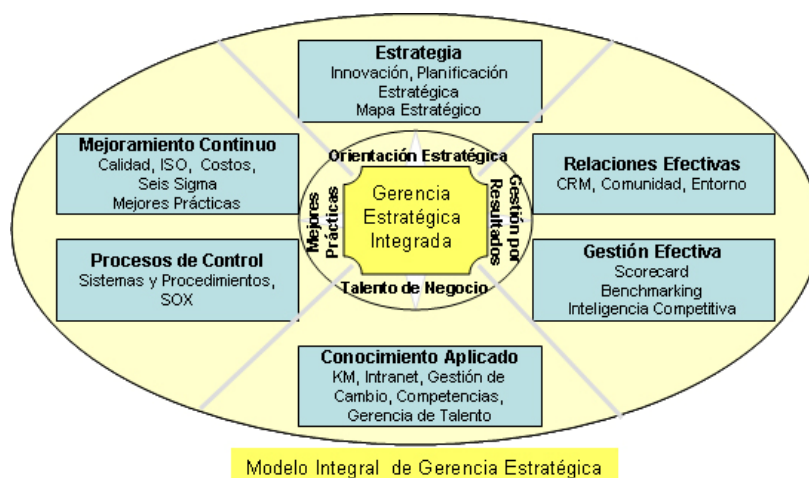 Estrategia
Innovación, Planificación
Estratégica
Mapa Estratégico
Mejoramiento Continuo
Calidad, ISO, Costos,
Seis Sigma
Mejores Prácticas
Relaciones Efectivas
CRM, Comunidad, Entorno
Orientación Estratégica
Mejores
Prácticas
Gerencia
Estratégica
Integrada
Gestión por
Resultados
Talento de Negocio
Procesos de Control
Sistemas y Procedimientos,
SOX
Gestión Efectiva
Scorecard
Benchmarking
Inteligencia Competitiva
Conocimiento Aplicado
KM, Intranet, Gestión de
Cambio, Competencias,
Gerencia de Talento
Modelo Integral de Gerencia Estratégica